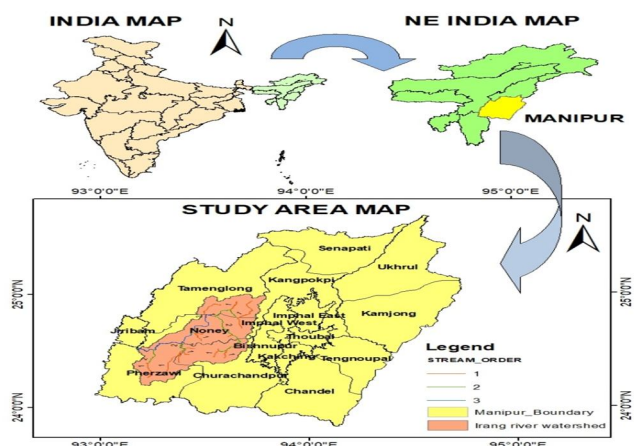 INDIA MAP
N
NE INDIA MAP
MANIPUR
93°0'0"E
94°0'0"E
95°0'0"E
STUDY AREA MAP
N
Senapati
Ukhrul
Kangpokpi
Tamenglong
25°0'0"N
25°0'0"N
Imphal East
Kamjong
Jiribam
Noney
Imphal West
Thoubal
Bishnupur
Kakching
Tengnoupal
Pherzawl
Churachandpur
Chandel
Legend
STREAM_ORDER
1
2
3
Manipur_Boundary
Irang river watershed
24°0'0"N
24°0'0"N
93°0'0"E
94°0'0"E
95°0'0"E